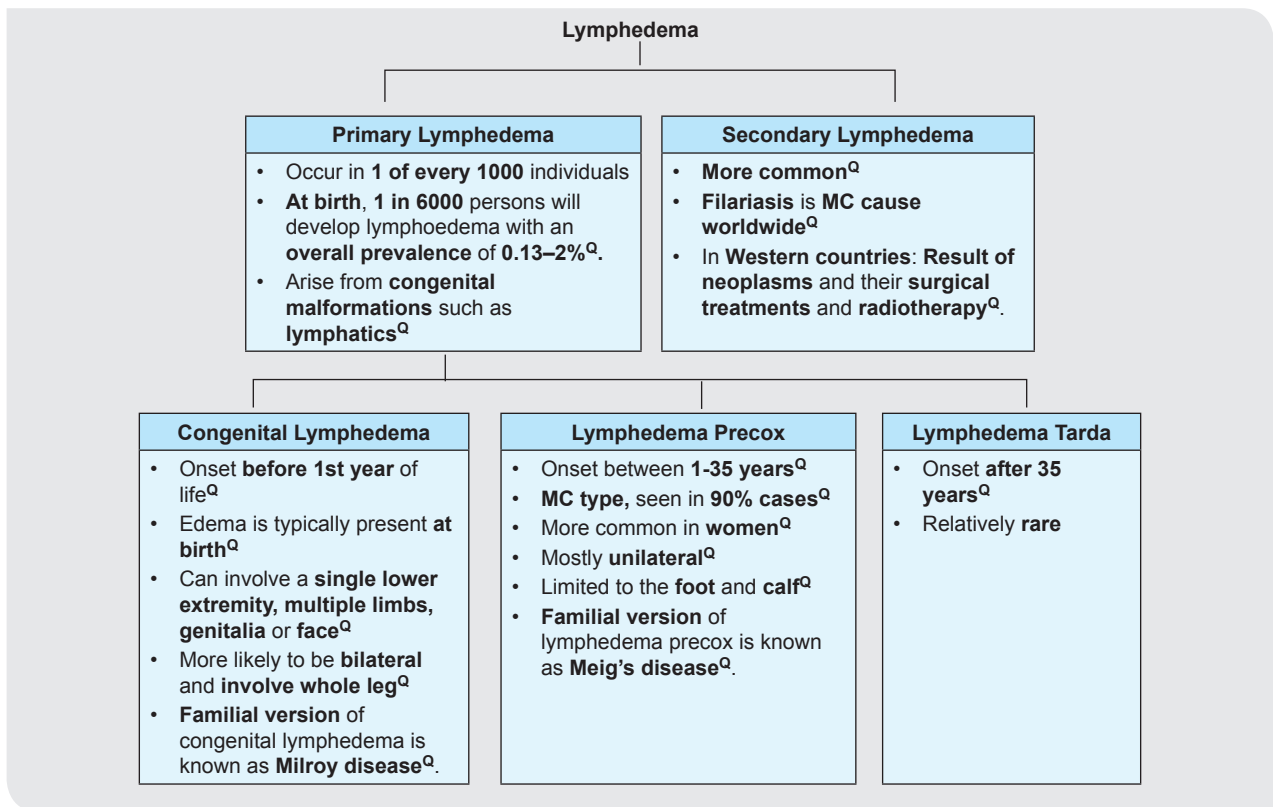 Lymphedema
Primary Lymphedema
• Occur in 1 of every 1000 individuals
• At birth, 1 in 6000 persons will
develop lymphoedema with an
overall prevalence of 0.13–2%Q.
• Arise from congenital
malformations such as
lymphaticsQ
Secondary Lymphedema
• More commonQ
• Filariasis is MC cause
worldwideQ
• In Western countries: Result of
neoplasms and their surgical
treatments and radiotherapyQ.
Congenital Lymphedema
• Onset before 1st year of
lifeQ
• Edema is typically present at
birthQ
• Can involve a single lower
extremity, multiple limbs,
genitalia or faceQ
• More likely to be bilateral
and involve whole legQ
• Familial version of
congenital lymphedema is
known as Milroy diseaseQ.
Lymphedema Precox
• Onset between 1-35 yearsQ
• MC type, seen in 90% casesQ
• More common in womenQ
• Mostly unilateralQ
• Limited to the foot and calfQ
• Familial version of
lymphedema precox is known
as Meig's diseaseQ.
Lymphedema Tarda
• Onset after 35
yearsQ
• Relatively rare